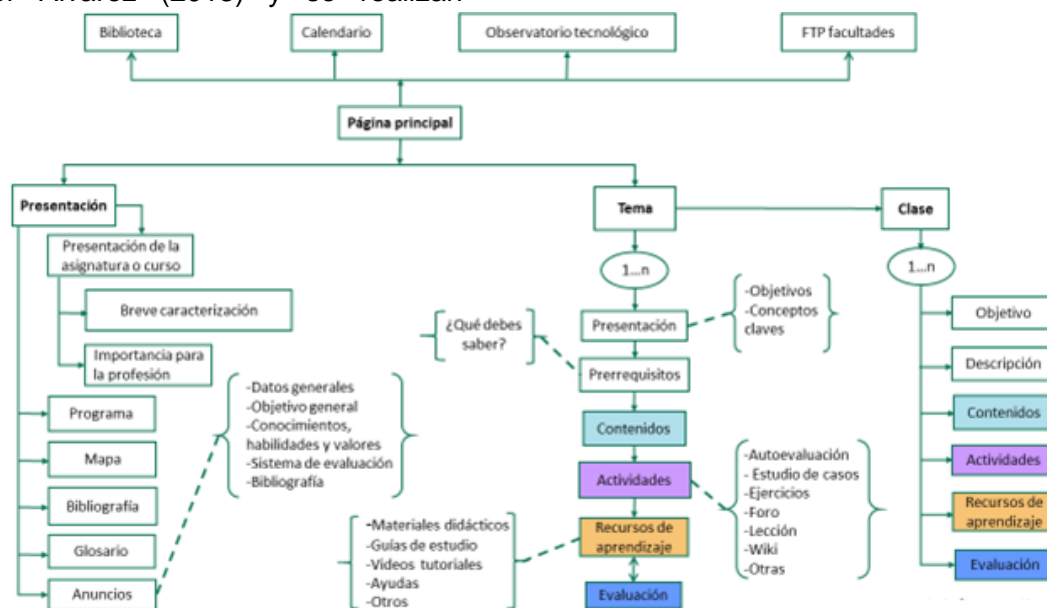 Álvarez (2018) y se realizan
Biblioteca
Calendario
Observatorio tecnológico
FTP facultades
Página principal
Presentación
Tema
Clase
Presentación de la
asignatura o curso
1...n
1...n
Breve caracterización
-Objetivos
-Conceptos
claves
Objetivo
¿Qué debes
saber?
Presentación
Importancia para
la profesión
Prerrequisitos
Descripción
-Datos generales
-Objetivo general
-Conocimientos,
habilidades y valores
-Sistema de evaluación
-Bibliografía
Programa
Contenidos
Contenidos
Mapa
Actividades
-Autoevaluación
- Estudio de casos
-Ejercicios
-Foro
-Lección
-Wiki
-Otras
Actividades
Bibliografía
Recursos de
aprendizaje
Recursos de
aprendizaje
Glosario
-Materiales didácticos
-Guías de estudio
-Videos tutoriales
-Ayudas
-Otros
Anuncios
Evaluación
Evaluación